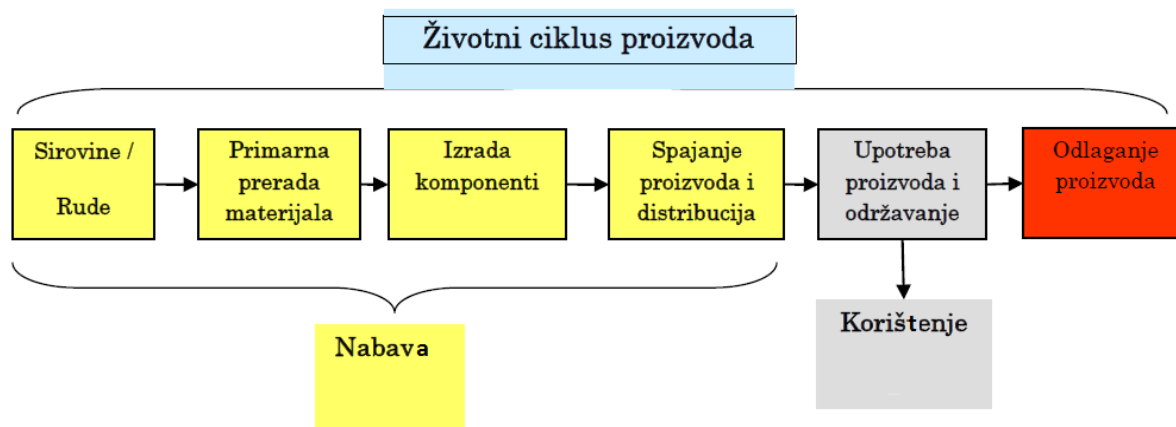 Životni ciklus proizvoda
Sirovine /
Rude
Primarna
prerada
materijala
Izrada
komponenti
Spajanje
proizvoda i
distribucija
Upotreba
proizvoda i
održavanje
Odlaganje
proizvoda
Nabava
Korištenje